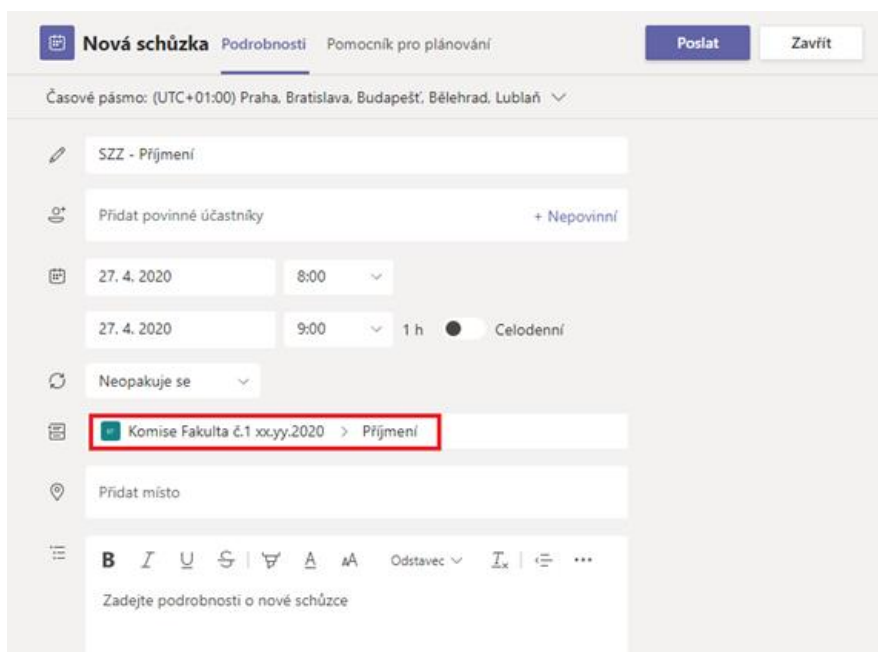 Nová schůzka Podrobnosti Pomocník pro plánování Poslat Zavřít
Časové pásmo: (UTC+01:00) Praha, Bratislava, Budapešť, Bělehrad, Lublaň
SZZ - Příjmení
Přidat povinné účastníky + Nepovinní
27. 4. 2020 8:00
27. 4. 2020 9:00 1 h Celodenní
Neopakuje se
Komise Fakulta č.1 xx.yy.2020 > Příjmení
Přidat místo
B I U S A AA Odstavec Tx
Zadejte podrobnosti o nové schůzce